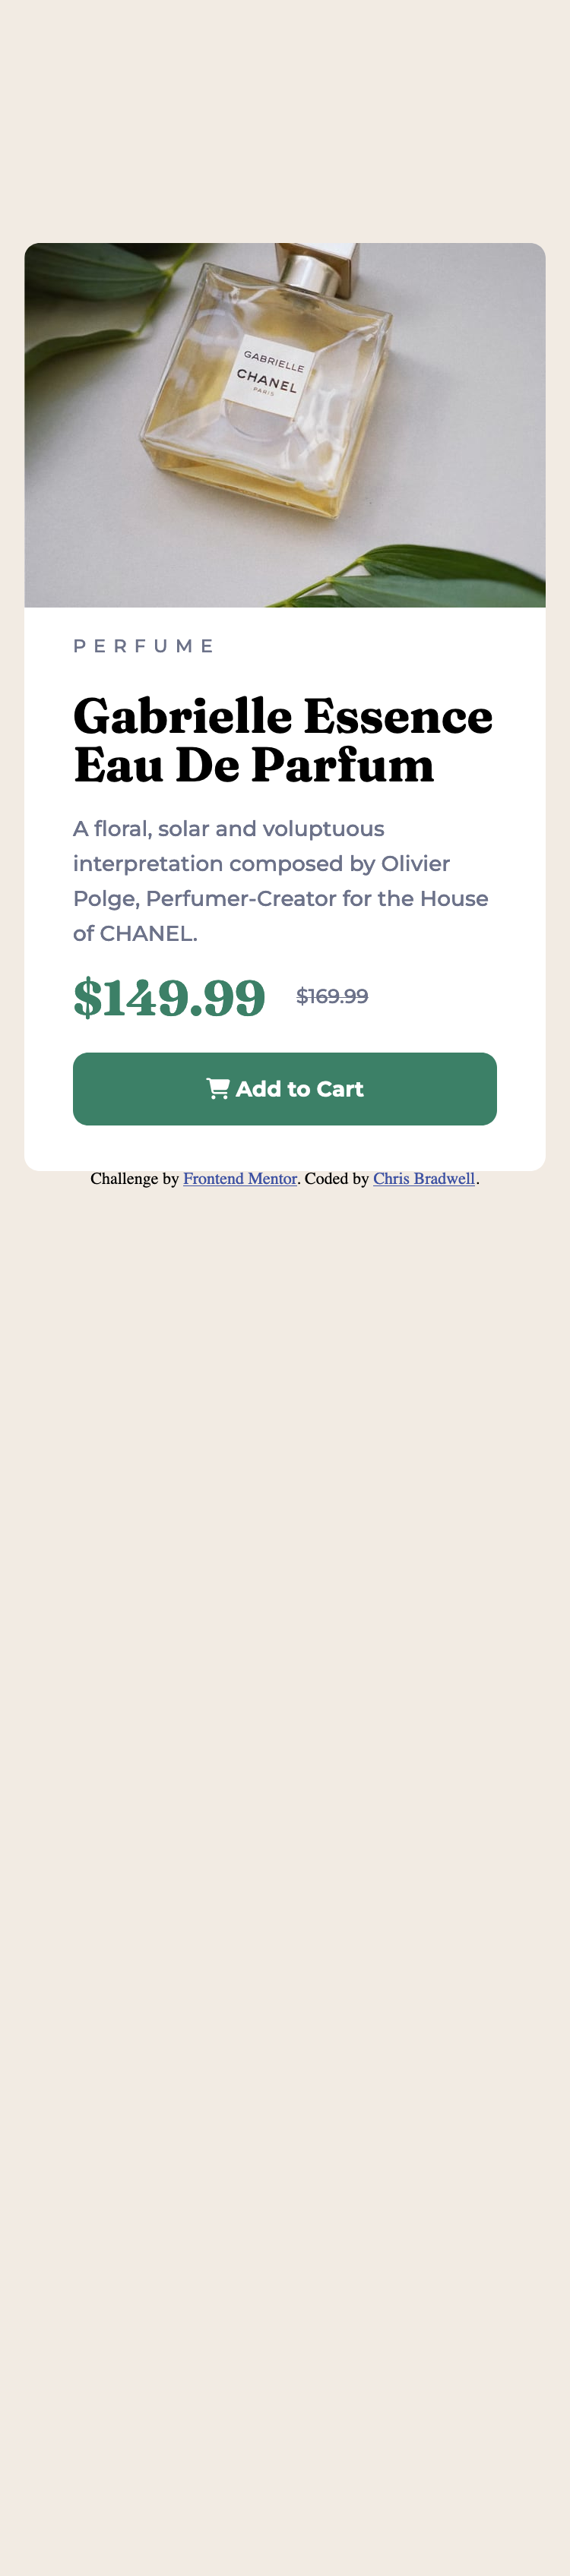 GABRIELLE
CHANEL
PARIS
PERFUME
Gabrielle Essence
Eau De Parfum
A floral, solar and voluptuous
interpretation composed by Olivier
Polge, Perfumer-Creator for the House
of CHANEL.
$149.99 $169.99
Add to Cart
Challenge by Frontend Mentor. Coded by Chris Bradwell.